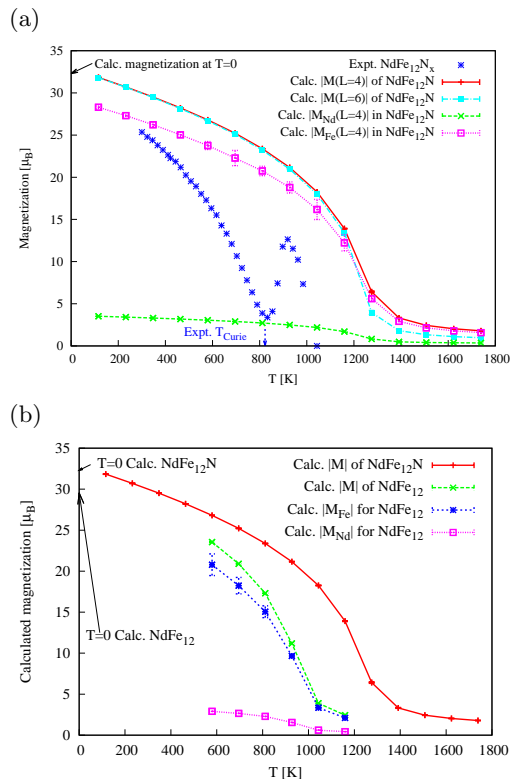 (a)
35
30
25
20
15
10
5
0
Magnetization [μB]
Calc. magnetization at T=0
Expt. NdFe12Nx
Calc. |M(L=4)| of NdFe12N
Calc. |M(L=6)| of NdFe12N
Calc. |MNd(L=4)| in NdFe12N
Calc. |MFe(L=4)| in NdFe12N
Expt. TCurie
0 200 400 600 800 1000 1200 1400 1600 1800
T [K]
(b)
35
30
25
20
15
10
5
0
Calculated magnetization [μB]
T=0 Calc. NdFe12N
T=0 Calc. NdFe12
Calc. |M| of NdFe12N
Calc. |M| of NdFe12
Calc. |MFe| for NdFe12
Calc. |MNd| for NdFe12
0 200 400 600 800 1000 1200 1400 1600 1800
T [K]